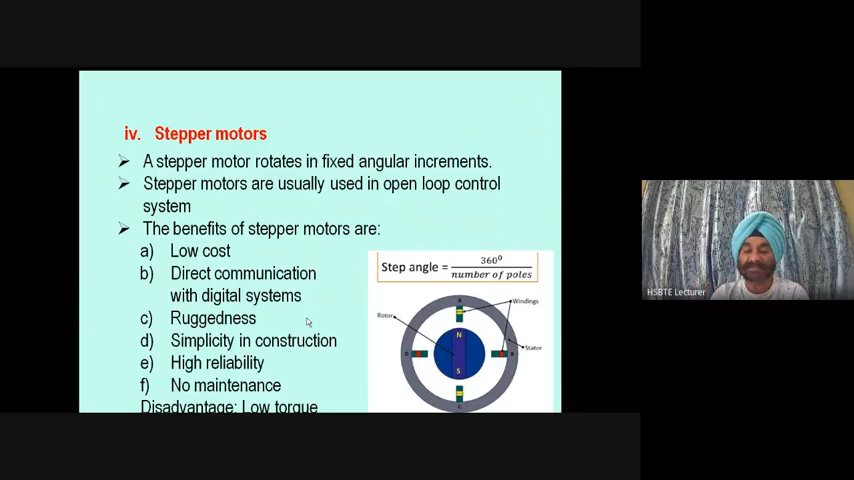 iv. Stepper motors
➢ A stepper motor rotates in fixed angular increments.
➢ Stepper motors are usually used in open loop control
system
➢ The benefits of stepper motors are:
a) Low cost
b) Direct communication
with digital systems
c) Ruggedness
d) Simplicity in construction
e) High reliability
f) No maintenance
Disadvantage: Low torque
Step angle = 360⁰ / number of poles
A
Windings
Rotor
N
Stator
D
B
S
C
HSBTE Lecturer